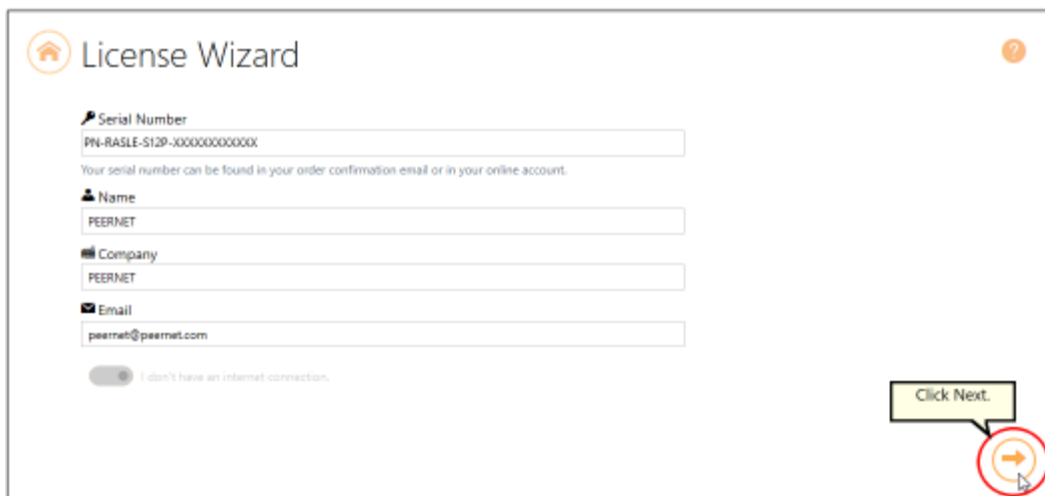 License Wizard
?
Serial Number
PN-RASLE-S12P-XXXXXXXXXXXX
Your serial number can be found in your order confirmation email or in your online account.
Name
PEERNET
Company
PEERNET
Email
peernet@peernet.com
I don't have an internet connection.
Click Next.